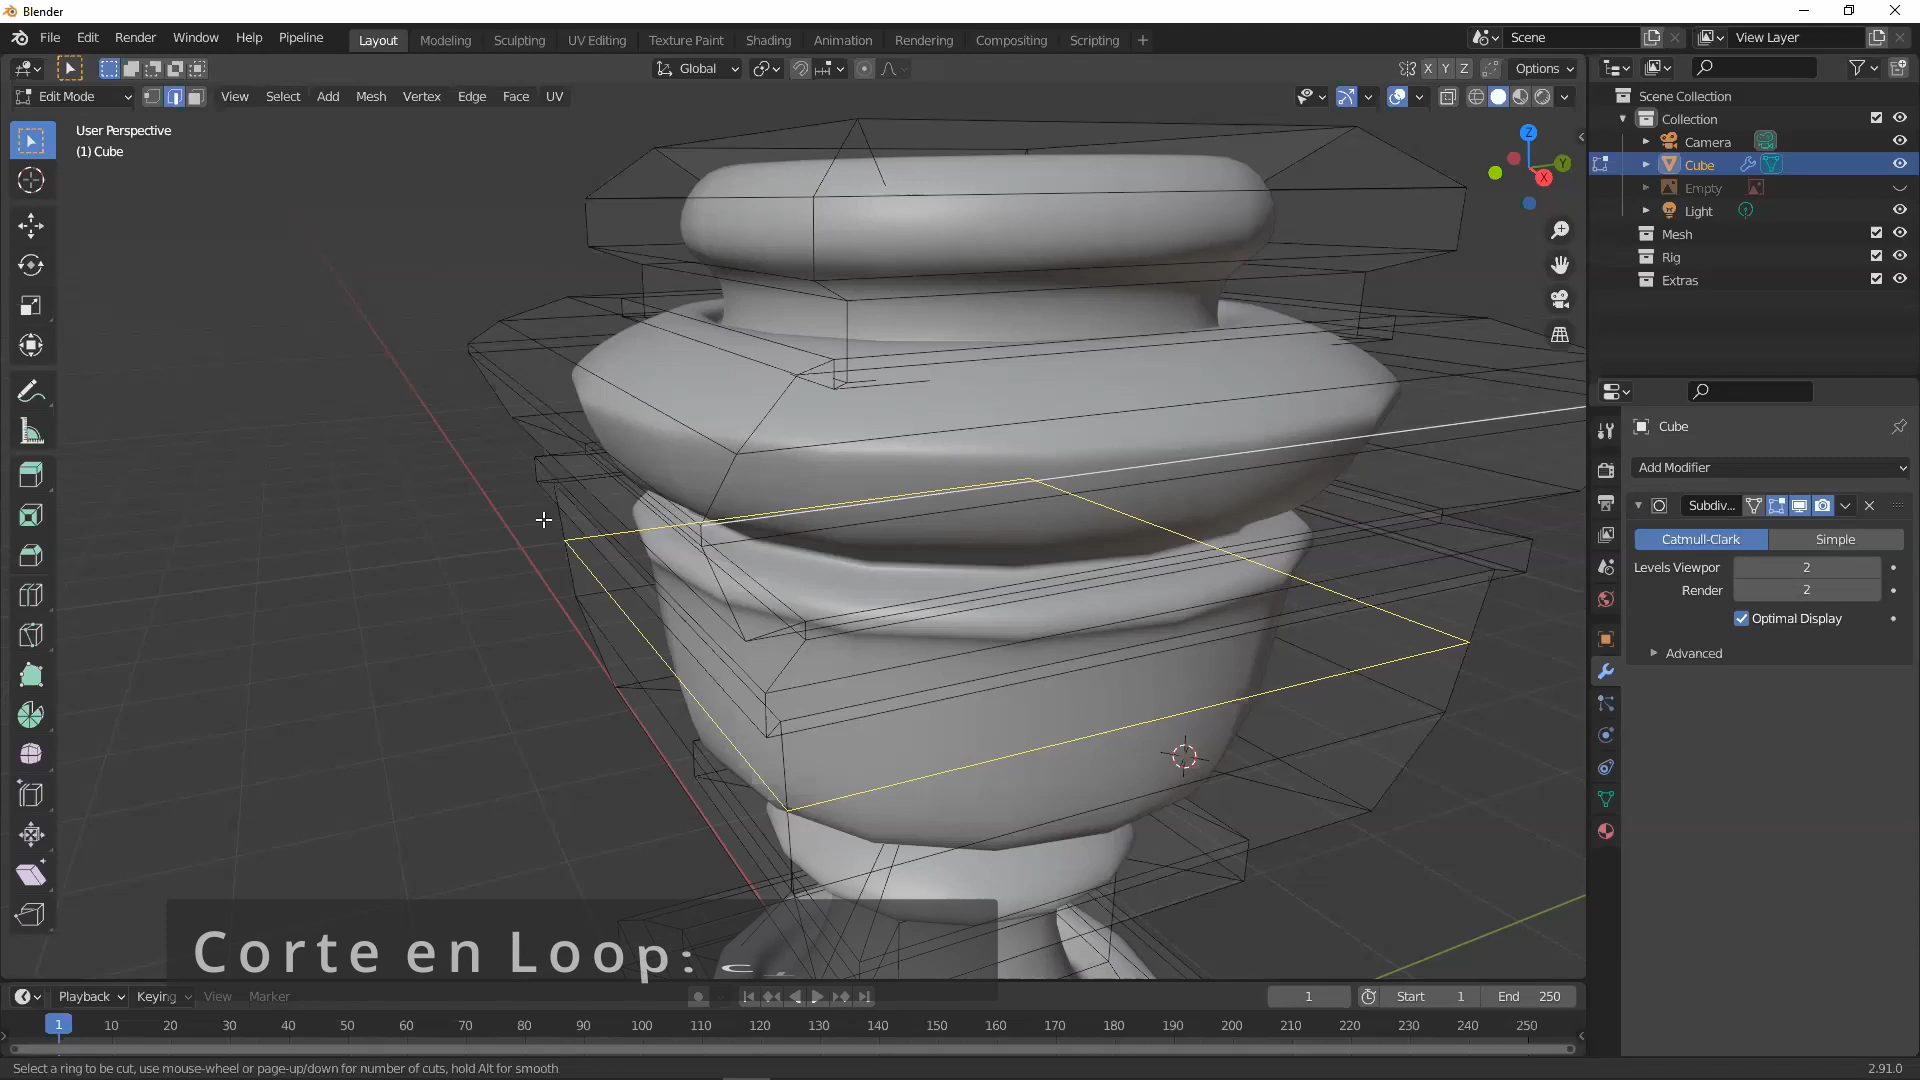 Blender
File Edit Render Window Help Pipeline
Layout Modeling Sculpting UV Editing Texture Paint Shading Animation Rendering Compositing Scripting +
Scene
View Layer
Global
X Y Z
Options
Edit Mode
View Select Add Mesh Vertex Edge Face UV
User Perspective
(1) Cube
Z
Y
X
Scene Collection
Collection
Camera
Cube
Empty
Light
Mesh
Rig
Extras
Cube
Add Modifier
Subdiv...
Catmull-Clark Simple
Levels Viewpor 2
Render 2
Optimal Display
Advanced
Corte en Loop:
Playback Keying View Marker
1
Start 1
End 250
1 10 20 30 40 50 60 70 80 90 100 110 120 130 140 150 160 170 180 190 200 210 220 230 240 250
Select a ring to be cut, use mouse-wheel or page-up/down for number of cuts, hold Alt for smooth
2.91.0